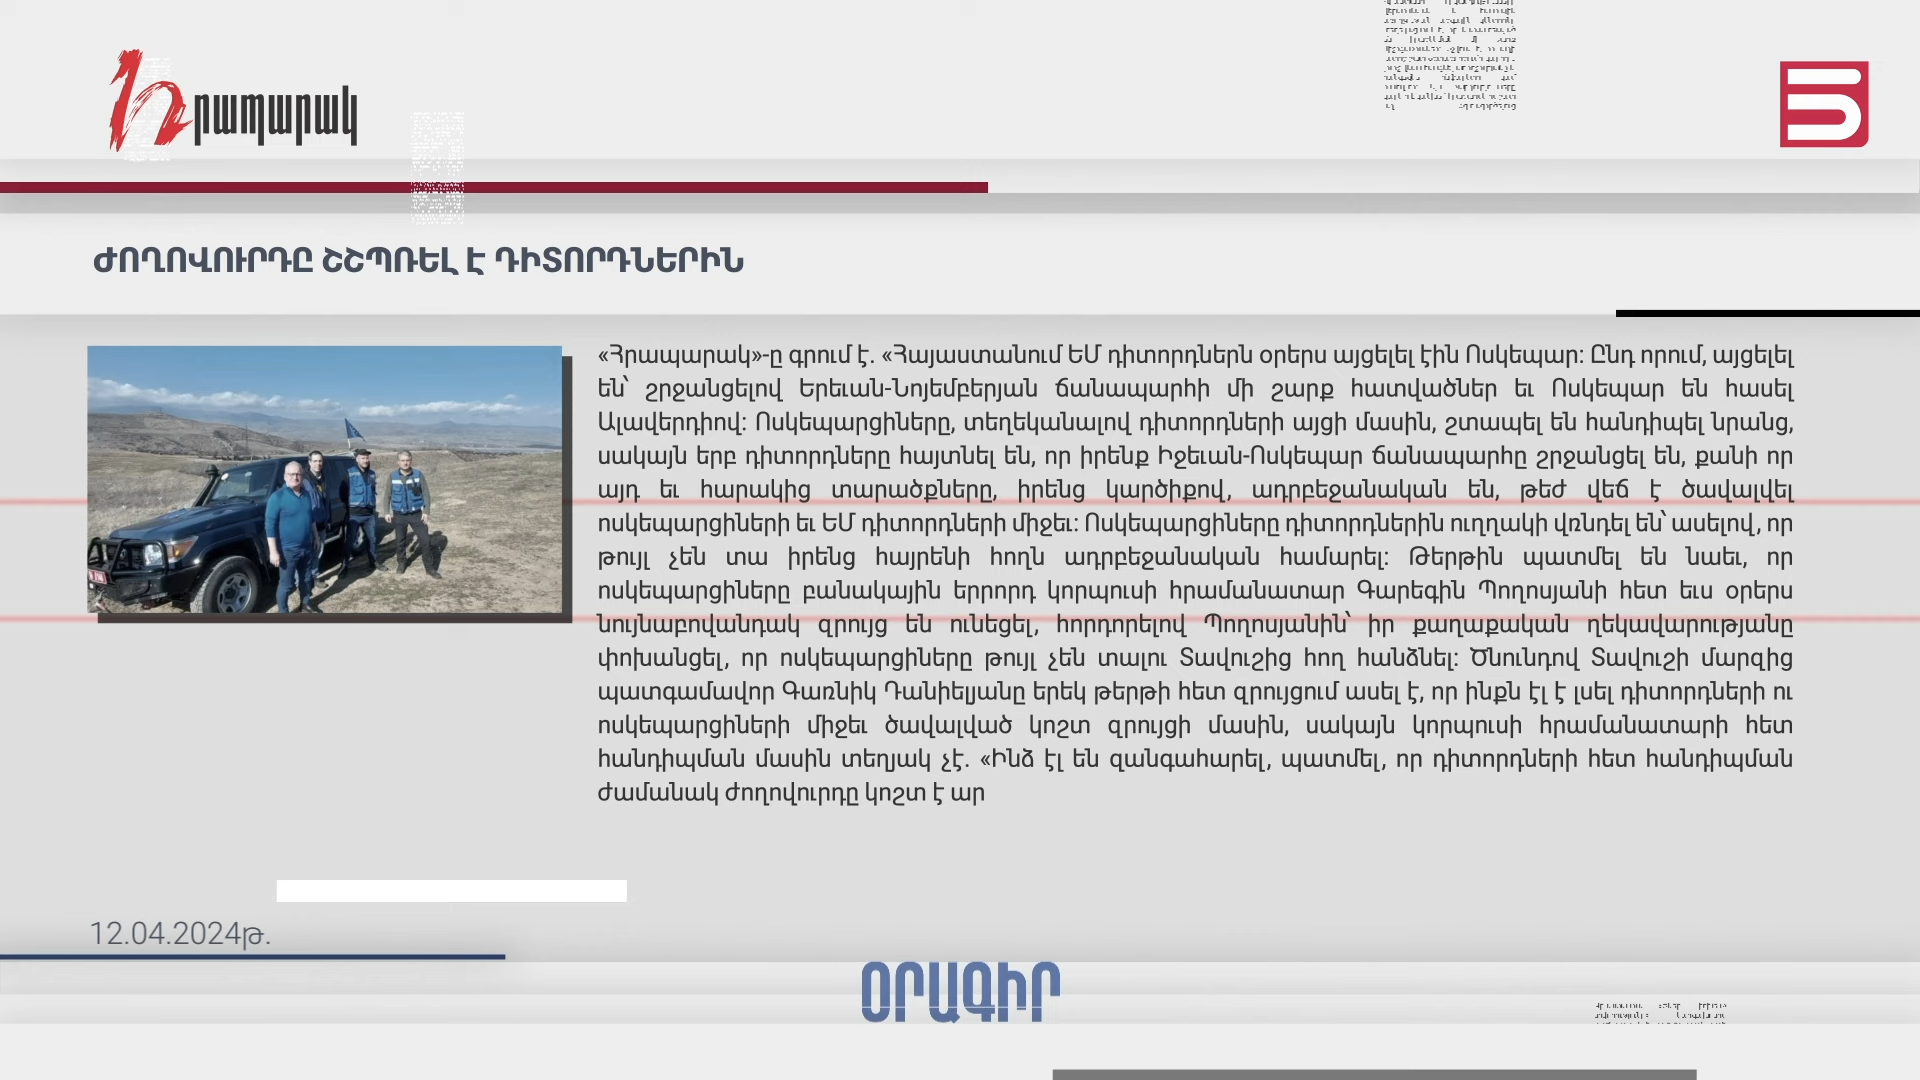 Հրապարակ
ԺՈՂՈՎՈՒՐԴԸ ՇՇՊՌԵԼ Է ԴԻՏՈՐԴՆԵՐԻՆ
«Հրապարակ»-ը գրում է. «Հայաստանում ԵՄ դիտորդներն օրերս այցելել էին Ոսկեպար: Ընդ որում, այցելել
են՝ շրջանցելով Երեւան-Նոյեմբերյան ճանապարհի մի շարք հատվածներ եւ Ոսկեպար են հասել
Ալավերդիով: Ոսկեպարցիները, տեղեկանալով դիտորդների այցի մասին, շտապել են հանդիպել նրանց,
սակայն երբ դիտորդները հայտնել են, որ իրենք Իջեւան-Ոսկեպար ճանապարհը շրջանցել են, քանի որ
այդ եւ հարակից տարածքները, իրենց կարծիքով, ադրբեջանական են, թեժ վեճ է ծավալվել
ոսկեպարցիների եւ ԵՄ դիտորդների միջեւ: Ոսկեպարցիները դիտորդներին ուղղակի վռնդել են՝ ասելով, որ
թույլ չեն տա իրենց հայրենի հողն ադրբեջանական համարել: Թերթին պատմել են նաեւ, որ
ոսկեպարցիները բանակային երրորդ կորպուսի հրամանատար Գարեգին Պողոսյանի հետ եւս օրերս
նույնաբովանդակ զրույց են ունեցել, հորդորելով Պողոսյանին՝ իր քաղաքական ղեկավարությանը
փոխանցել, որ ոսկեպարցիները թույլ չեն տալու Տավուշից հող հանձնել: Ծնունդով Տավուշի մարզից
պատգամավոր Գառնիկ Դանիելյանը երեկ թերթի հետ զրույցում ասել է, որ ինքն էլ է լսել դիտորդների ու
ոսկեպարցիների միջեւ ծավալված կոշտ զրույցի մասին, սակայն կորպուսի հրամանատարի հետ
հանդիպման մասին տեղյակ չէ. «Ինձ էլ են զանգահարել, պատմել, որ դիտորդների հետ հանդիպման
ժամանակ ժողովուրդը կոշտ է ար
12.04.2024թ.
ՕՐԱԳԻՐ